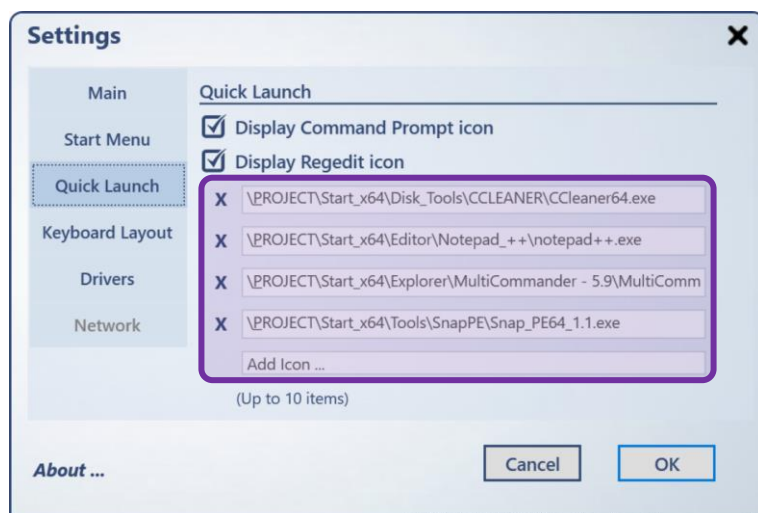 Settings
Main
Start Menu
Quick Launch
Keyboard Layout
Drivers
Network
Quick Launch
Display Command Prompt icon
Display Regedit icon
X \PROJECT\Start_x64\Disk_Tools\CCLEANER\CCleaner64.exe
X \PROJECT\Start_x64\Editor\Notepad_++\notepad++.exe
X \PROJECT\Start_x64\Explorer\MultiCommander - 5.9\MultiComm
X \PROJECT\Start_x64\Tools\SnapPE\Snap_PE64_1.1.exe
Add Icon ...
(Up to 10 items)
About ...
Cancel
OK